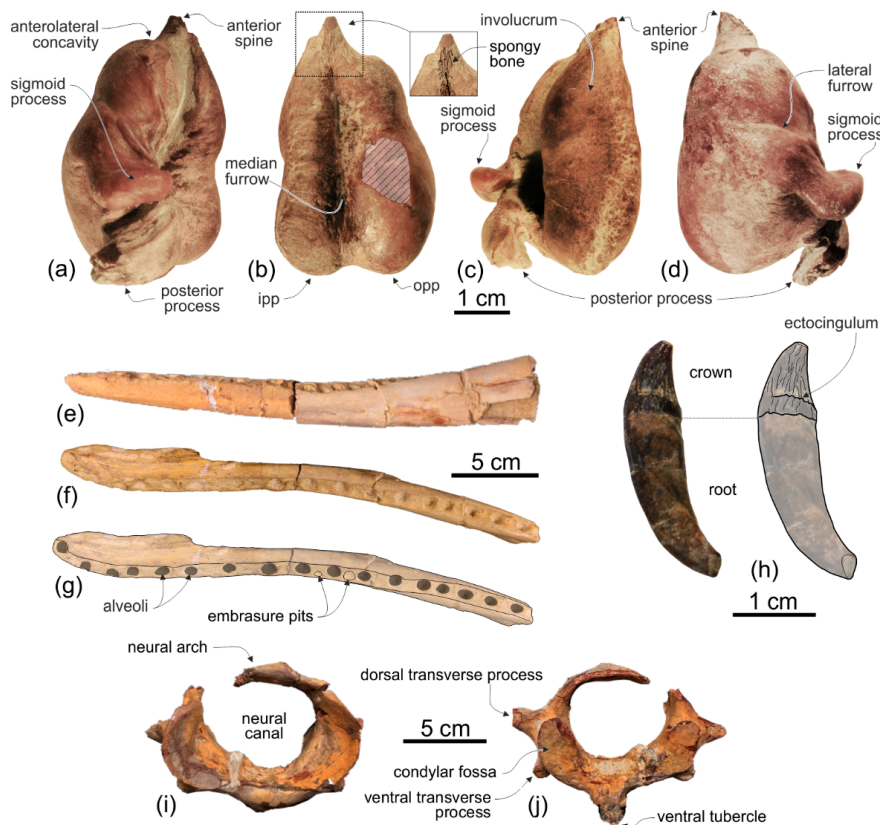 anterolateral
concavity
anterior
spine
sigmoid
process
(a)
posterior
process
spongy
bone
median
furrow
(b)
ipp
opp
involucrum
sigmoid
process
(c)
1 cm
anterior
spine
lateral
furrow
sigmoid
process
(d)
posterior process
(e)
5 cm
(f)
(g)
alveoli
embrasure pits
ectocingulum
crown
root
(h)
1 cm
neural arch
neural
canal
(i)
5 cm
dorsal transverse process
condylar fossa
ventral transverse
process
(j)
ventral tubercle